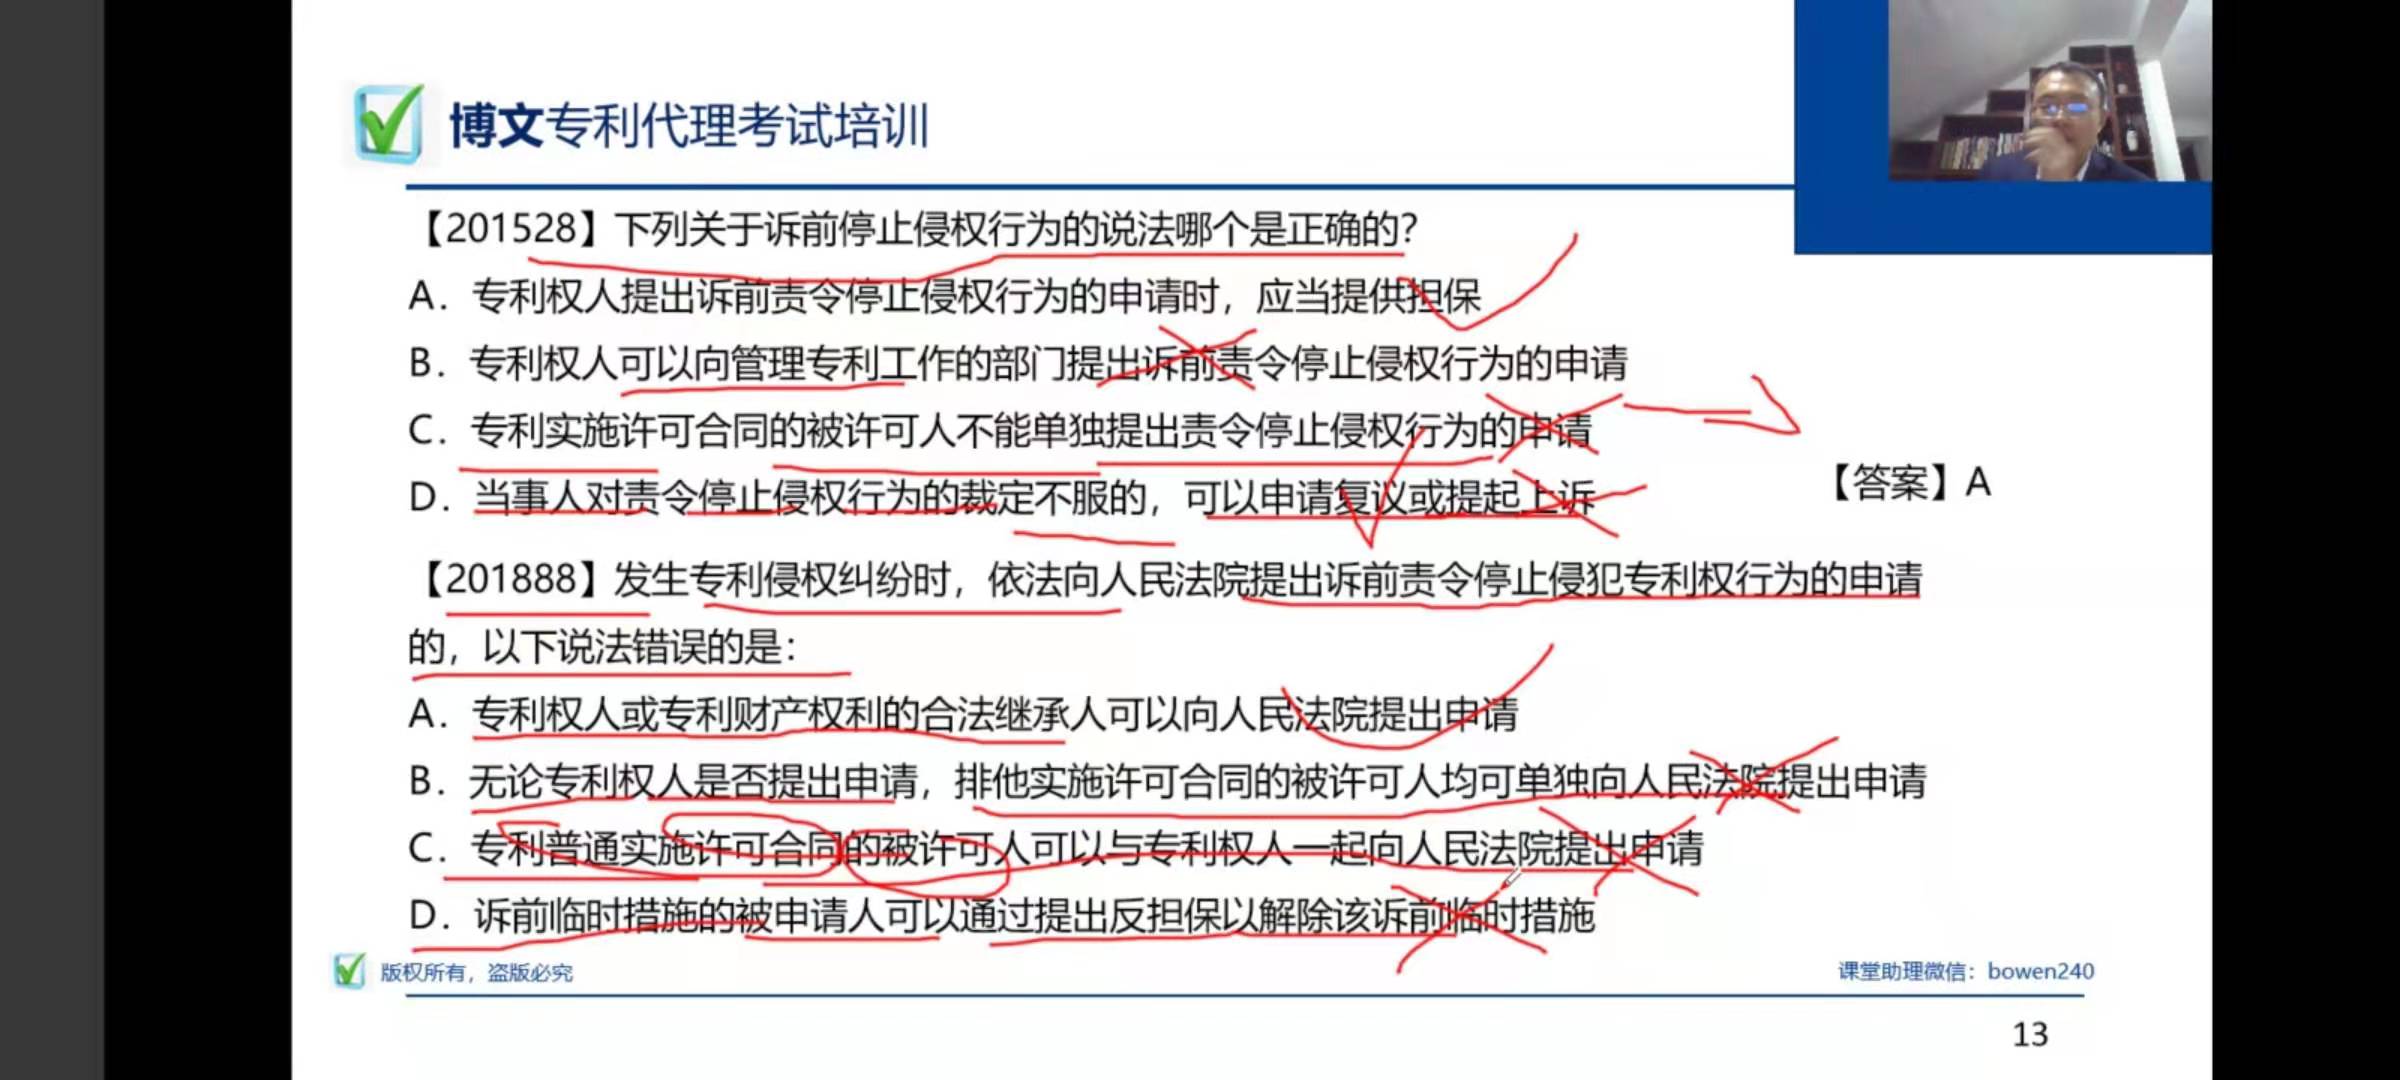 博文专利代理考试培训
【201528】下列关于诉前停止侵权行为的说法哪个是正确的？
A．专利权人提出诉前责令停止侵权行为的申请时，应当提供担保
B．专利权人可以向管理专利工作的部门提出诉前责令停止侵权行为的申请
C．专利实施许可合同的被许可人不能单独提出责令停止侵权行为的申请
D．当事人对责令停止侵权行为的裁定不服的，可以申请复议或提起上诉
【答案】A
【201888】发生专利侵权纠纷时，依法向人民法院提出诉前责令停止侵犯专利权行为的申请
的，以下说法错误的是：
A．专利权人或专利财产权利的合法继承人可以向人民法院提出申请
B．无论专利权人是否提出申请，排他实施许可合同的被许可人均可单独向人民法院提出申请
C．专利普通实施许可合同的被许可人可以与专利权人一起向人民法院提出申请
D．诉前临时措施的被申请人可以通过提出反担保以解除该诉前临时措施
版权所有，盗版必究
课堂助理微信：bowen240
13